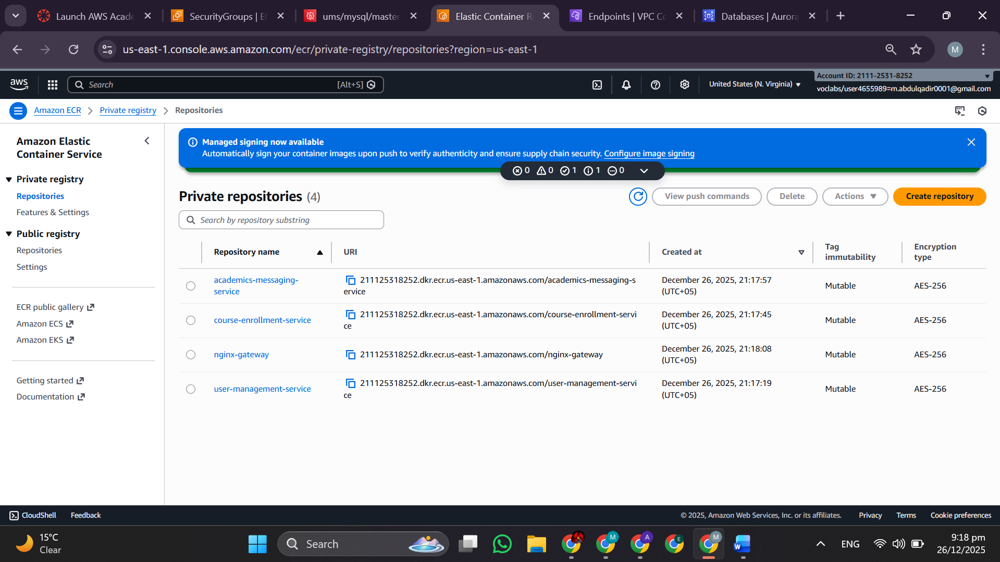 Launch AWS Acade
SecurityGroups | EC
ums/mysql/master
Elastic Container R
Endpoints | VPC Co
Databases | Aurora
us-east-1.console.aws.amazon.com/ecr/private-registry/repositories?region=us-east-1
M
aws
Search
[Alt+S]
United States (N. Virginia)
Account ID: 2111-2531-8252
voclabs/user4655989=m.abdulqadir0001@gmail.com
Amazon ECR
Private registry
Repositories
Amazon Elastic
Container Service
Private registry
Repositories
Features & Settings
Public registry
Repositories
Settings
ECR public gallery
Amazon ECS
Amazon EKS
Getting started
Documentation
Managed signing now available
Automatically sign your container images upon push to verify authenticity and ensure supply chain security. Configure image signing
0 0 1 1 0
Private repositories (4)
View push commands
Delete
Actions
Create repository
Search by repository substring
Repository name
URI
Created at
Tag
immutability
Encryption
type
academics-messaging-
service
211125318252.dkr.ecr.us-east-1.amazonaws.com/academics-messaging-s
ervice
December 26, 2025, 21:17:57
(UTC+05)
Mutable
AES-256
course-enrollment-service
211125318252.dkr.ecr.us-east-1.amazonaws.com/course-enrollment-servi
ce
December 26, 2025, 21:17:45
(UTC+05)
Mutable
AES-256
nginx-gateway
211125318252.dkr.ecr.us-east-1.amazonaws.com/nginx-gateway
December 26, 2025, 21:18:08
(UTC+05)
Mutable
AES-256
user-management-service
211125318252.dkr.ecr.us-east-1.amazonaws.com/user-management-servi
ce
December 26, 2025, 21:17:19
(UTC+05)
Mutable
AES-256
CloudShell
Feedback
© 2025, Amazon Web Services, Inc. or its affiliates.
Privacy
Terms
Cookie preferences
15°C
Clear
Search
M
A
E
M
W
ENG
9:18 pm
26/12/2025